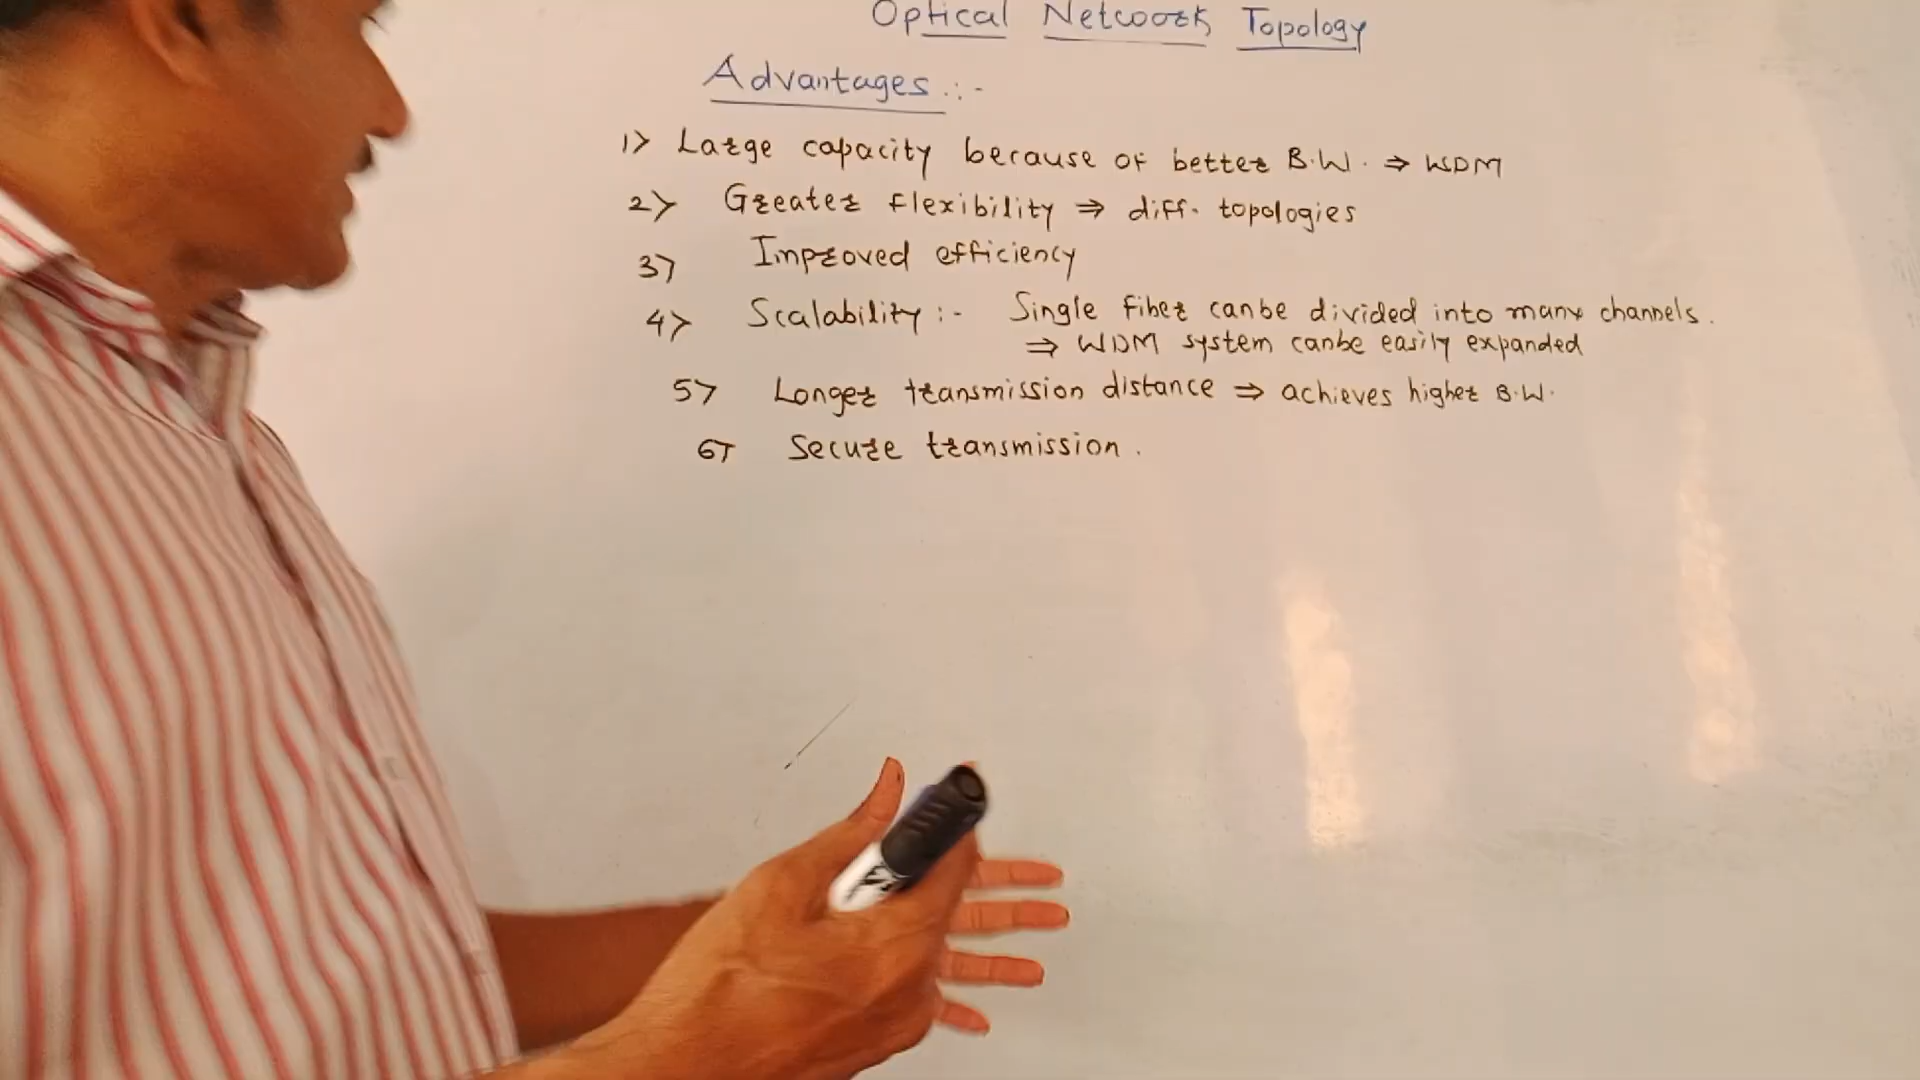 Optical Network Topology
Advantages :-
1> Large capacity because of better B.W. ⇒ WDM
2> Greater flexibility ⇒ diff. topologies
3> Improved efficiency
4> Scalability :- Single fiber canbe divided into many channels.
⇒ WDM system canbe easily expanded
5> Longer transmission distance ⇒ achieves higher B.W.
6> Secure transmission.